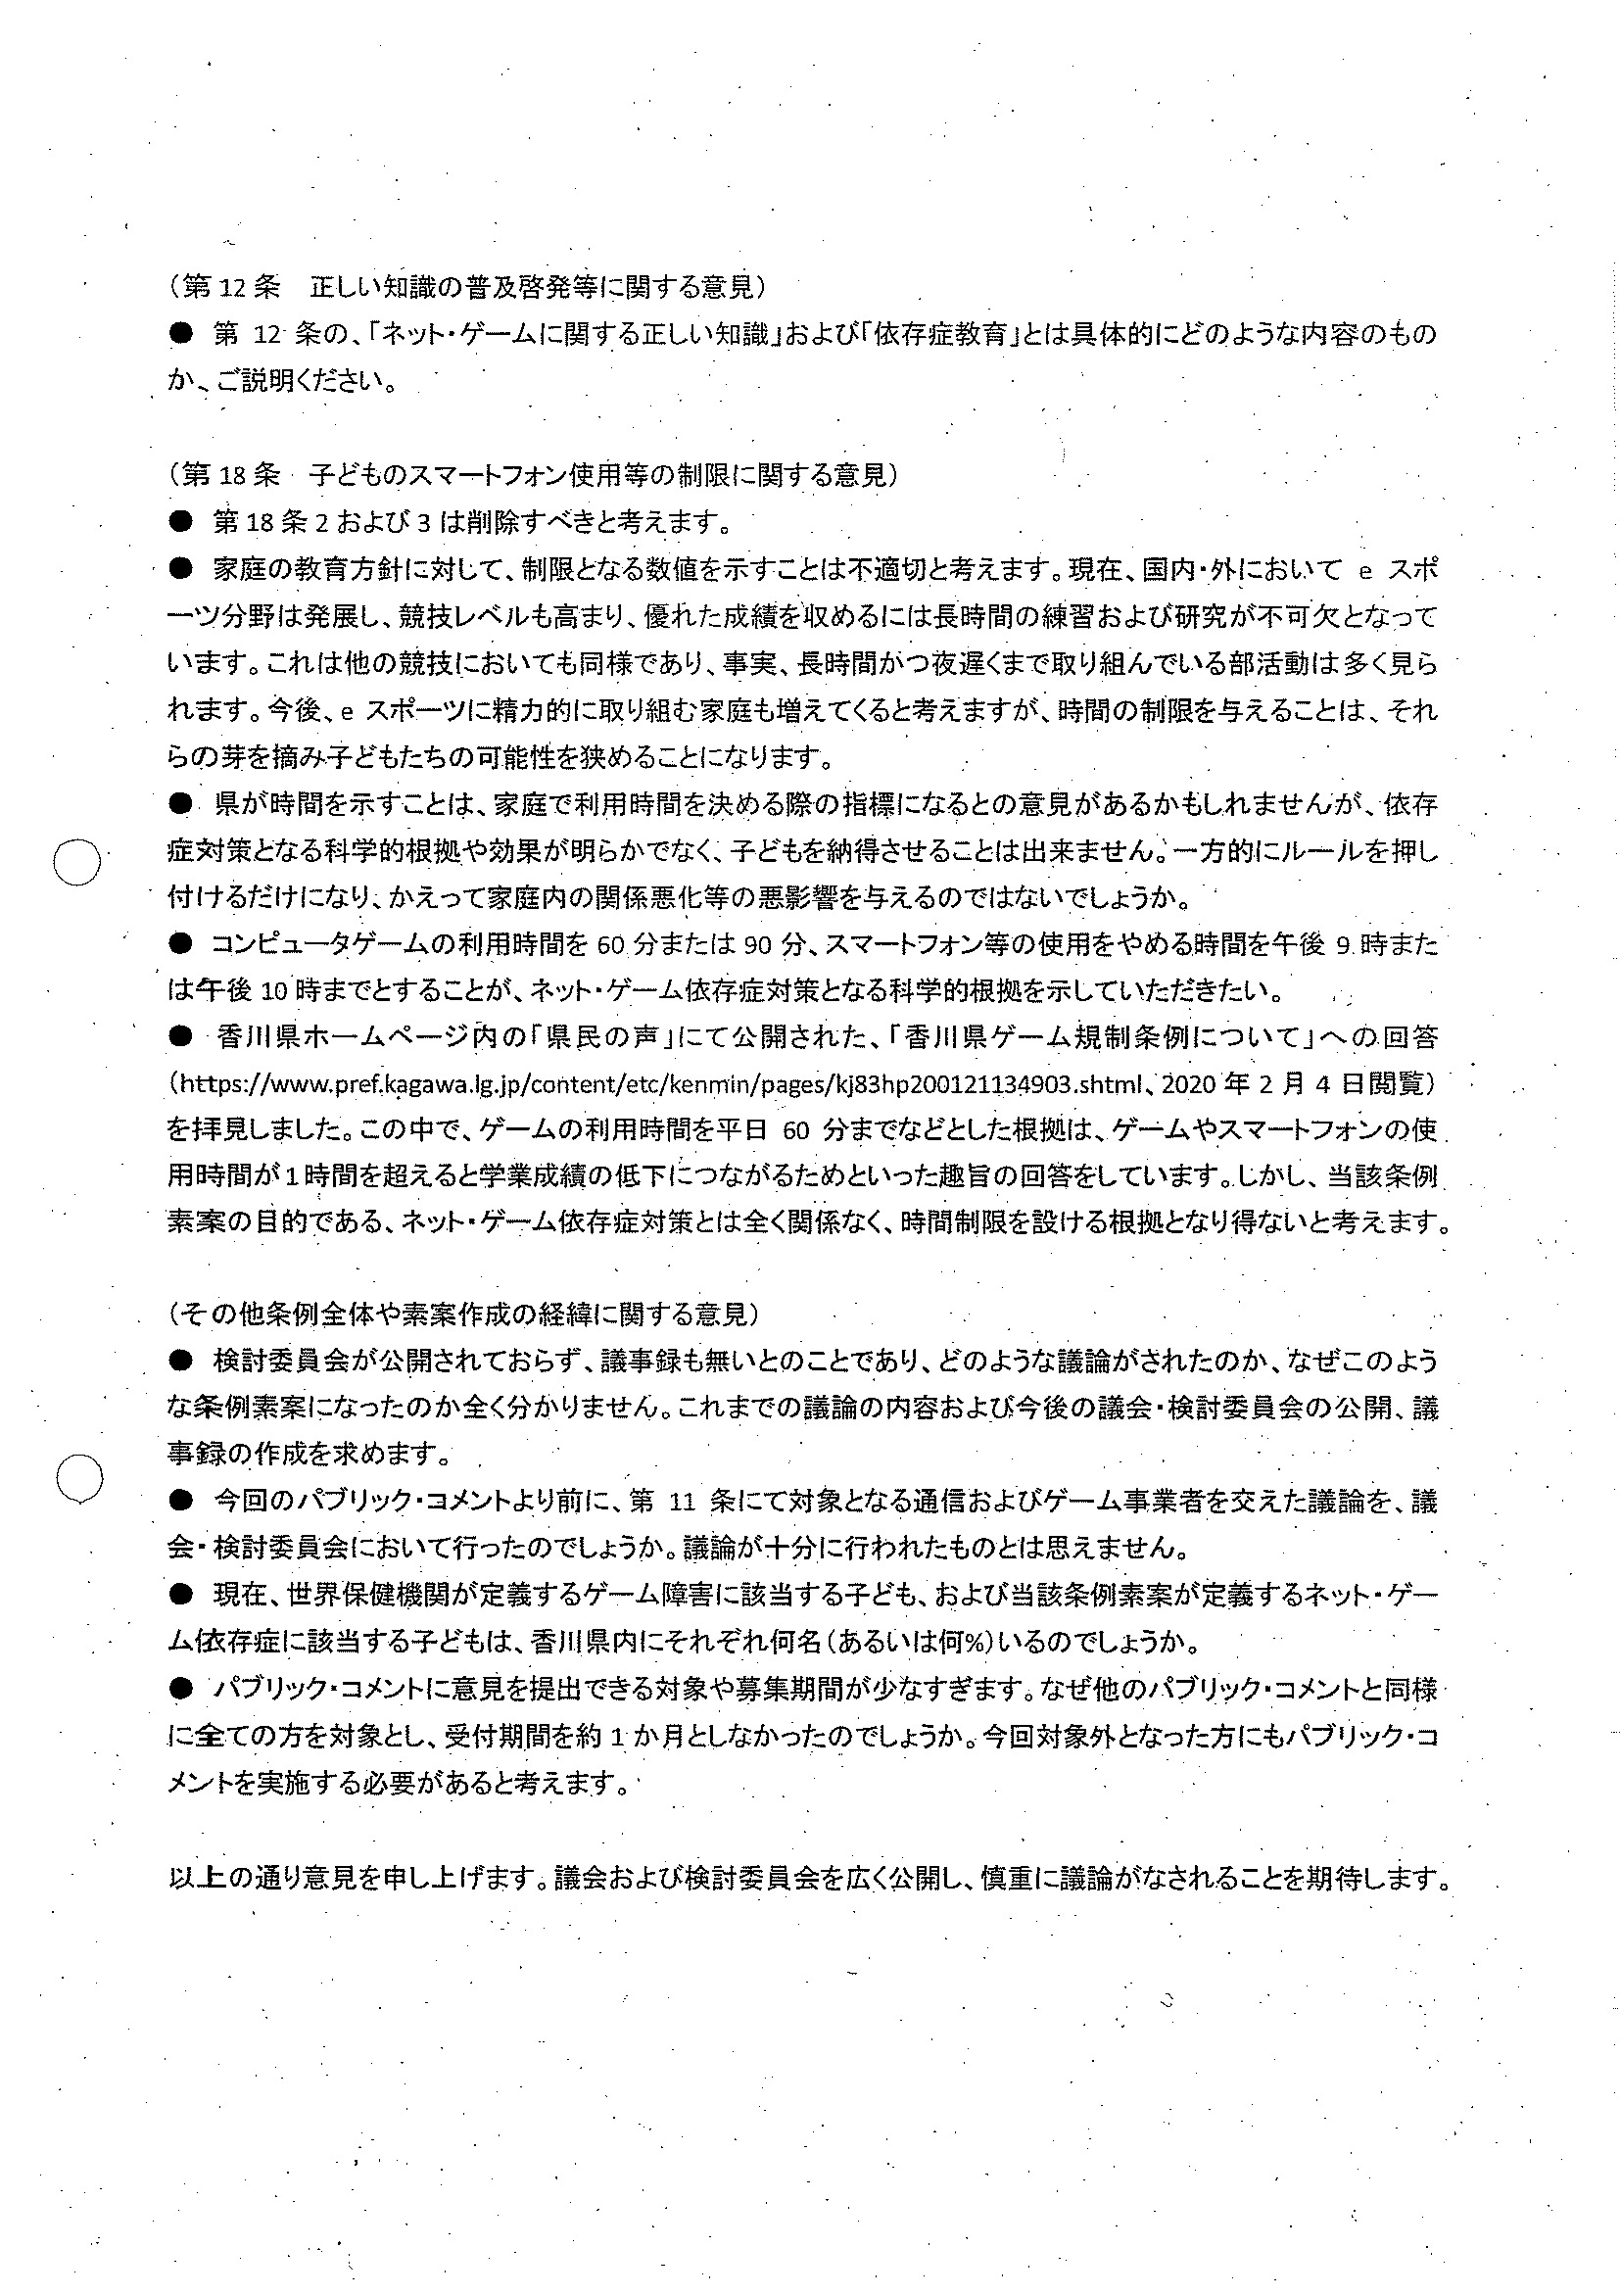 （第12条　正しい知識の普及啓発等に関する意見）
● 第 12 条の、「ネット・ゲームに関する正しい知識」および「依存症教育」とは具体的にどのような内容のもの
か、ご説明ください。
（第18条　子どものスマートフォン使用等の制限に関する意見）
● 第18条2および3は削除すべきと考えます。
● 家庭の教育方針に対して、制限となる数値を示すことは不適切と考えます。現在、国内・外において e スポ
ーツ分野は発展し、競技レベルも高まり、優れた成績を収めるには長時間の練習および研究が不可欠となって
います。これは他の競技においても同様であり、事実、長時間かつ夜遅くまで取り組んでいる部活動は多く見ら
れます。今後、e スポーツに精力的に取り組む家庭も増えてくると考えますが、時間の制限を与えることは、それ
らの芽を摘み子どもたちの可能性を狭めることになります。
● 県が時間を示すことは、家庭で利用時間を決める際の指標になるとの意見があるかもしれませんが、依存
症対策となる科学的根拠や効果が明らかでなく、子どもを納得させることは出来ません。一方的にルールを押し
付けるだけになり、かえって家庭内の関係悪化等の悪影響を与えるのではないでしょうか。
● コンピュータゲームの利用時間を 60 分または 90 分、スマートフォン等の使用をやめる時間を午後 9 時また
は午後 10 時までとすることが、ネット・ゲーム依存症対策となる科学的根拠を示していただきたい。
● 香川県ホームページ内の「県民の声」にて公開された、「香川県ゲーム規制条例について」への回答
（https://www.pref.kagawa.lg.jp/content/etc/kenmin/pages/kj83hp200121134903.shtml、2020 年 2 月 4 日閲覧）
を拝見しました。この中で、ゲームの利用時間を平日 60 分までなどとした根拠は、ゲームやスマートフォンの使
用時間が1時間を超えると学業成績の低下につながるためといった趣旨の回答をしています。しかし、当該条例
素案の目的である、ネット・ゲーム依存症対策とは全く関係なく、時間制限を設ける根拠となり得ないと考えます。
（その他条例全体や素案作成の経緯に関する意見）
● 検討委員会が公開されておらず、議事録も無いとのことであり、どのような議論がされたのか、なぜこのよう
な条例素案になったのか全く分かりません。これまでの議論の内容および今後の議会・検討委員会の公開、議
事録の作成を求めます。
● 今回のパブリック・コメントより前に、第 11 条にて対象となる通信およびゲーム事業者を交えた議論を、議
会・検討委員会において行ったのでしょうか。議論が十分に行われたものとは思えません。
● 現在、世界保健機関が定義するゲーム障害に該当する子ども、および当該条例素案が定義するネット・ゲー
ム依存症に該当する子どもは、香川県内にそれぞれ何名（あるいは何%）いるのでしょうか。
● パブリック・コメントに意見を提出できる対象や募集期間が少なすぎます。なぜ他のパブリック・コメントと同様
に全ての方を対象とし、受付期間を約 1 か月としなかったのでしょうか。今回対象外となった方にもパブリック・コ
メントを実施する必要があると考えます。
以上の通り意見を申し上げます。議会および検討委員会を広く公開し、慎重に議論がなされることを期待します。